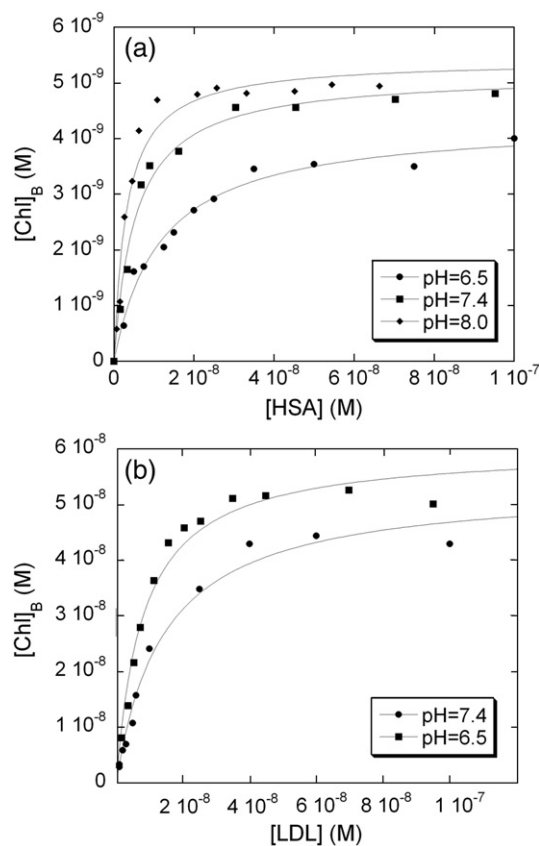 (a)
6 10-9
5 10-9
4 10-9
3 10-9
2 10-9
1 10-9
0
[Chl]B (M)
pH=6.5
pH=7.4
pH=8.0
0 2 10-8 4 10-8 6 10-8 8 10-8 1 10-7
[HSA] (M)
(b)
6 10-8
5 10-8
4 10-8
3 10-8
2 10-8
1 10-8
0
[Chl]B (M)
pH=7.4
pH=6.5
2 10-8 4 10-8 6 10-8 8 10-8 1 10-7
[LDL] (M)